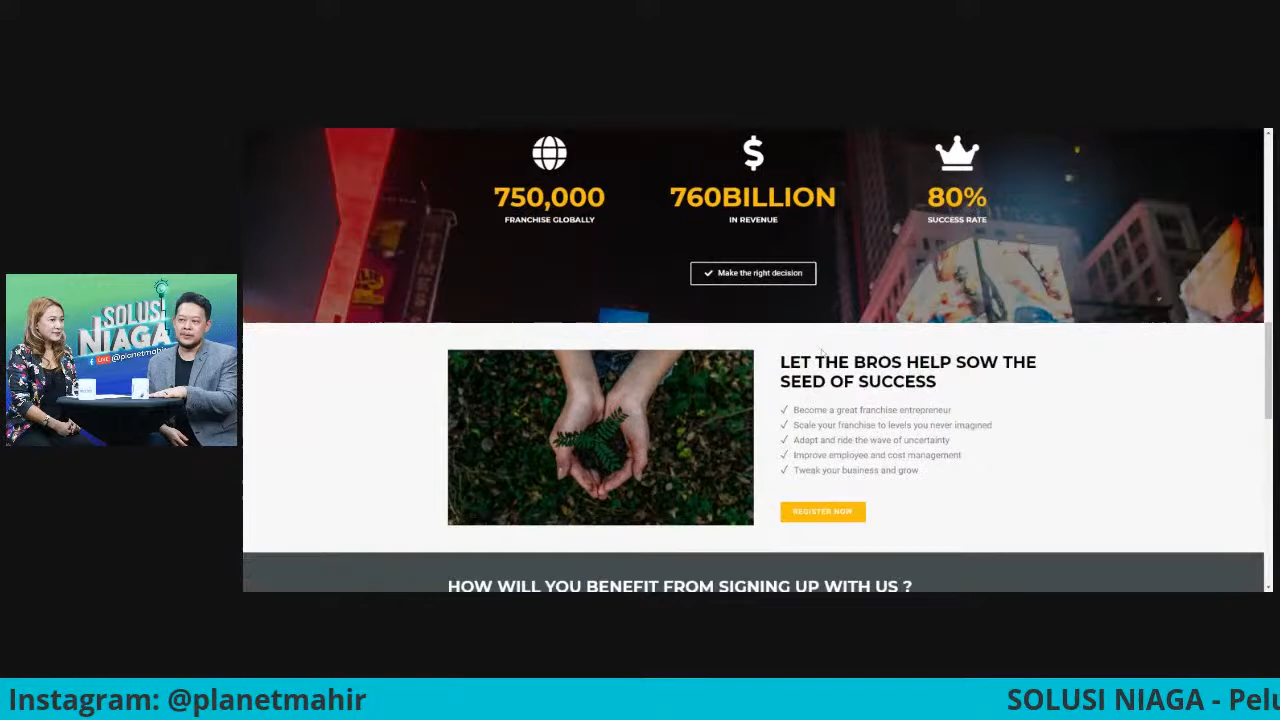 750,000
FRANCHISE GLOBALLY
760BILLION
IN REVENUE
80%
SUCCESS RATE
Make the right decision
SOLUSI
NIAGA
LIVE @planetmahir
LET THE BROS HELP SOW THE
SEED OF SUCCESS
Become a great franchise entrepreneur
Scale your franchise to levels you never imagined
Adapt and ride the wave of uncertainty
Improve employee and cost management
Tweak your business and grow
REGISTER NOW
HOW WILL YOU BENEFIT FROM SIGNING UP WITH US ?
Instagram: @planetmahir
SOLUSI NIAGA - Pelu